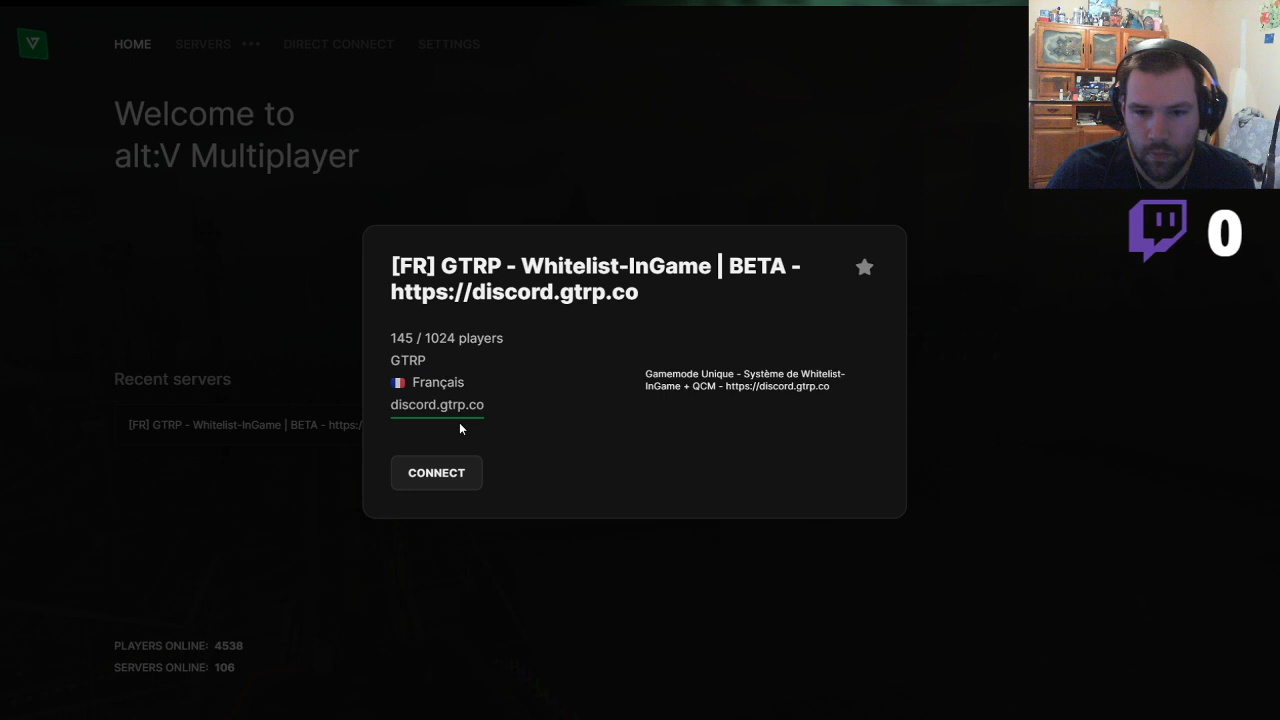 HOME SERVERS ••• DIRECT CONNECT SETTINGS
Welcome to
alt:V Multiplayer
0
[FR] GTRP - Whitelist-InGame | BETA -
https://discord.gtrp.co
145 / 1024 players
GTRP
Français
discord.gtrp.co
Gamemode Unique - Système de Whitelist-
InGame + QCM - https://discord.gtrp.co
CONNECT
Recent servers
[FR] GTRP - Whitelist-InGame | BETA - https:/
PLAYERS ONLINE: 4538
SERVERS ONLINE: 106